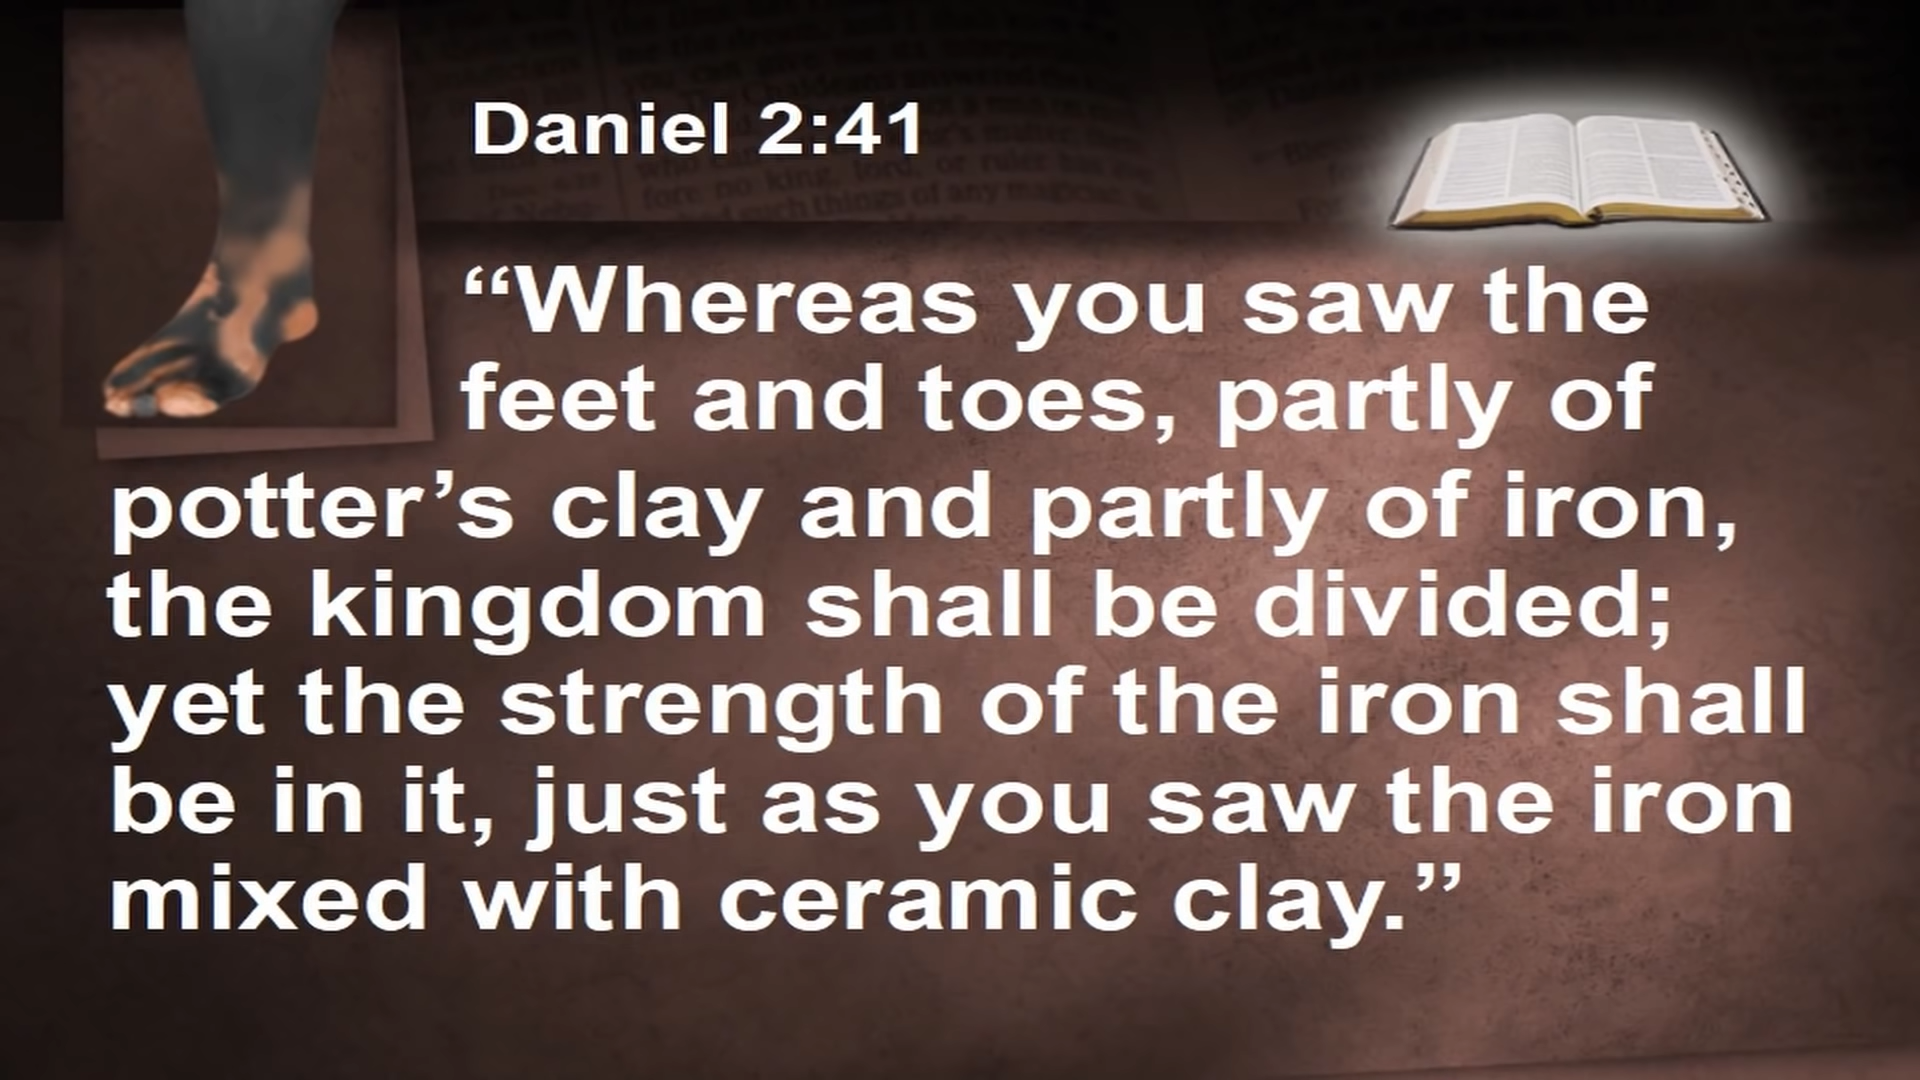 Daniel 2:41
“Whereas you saw the
feet and toes, partly of
potter’s clay and partly of iron,
the kingdom shall be divided;
yet the strength of the iron shall
be in it, just as you saw the iron
mixed with ceramic clay.”